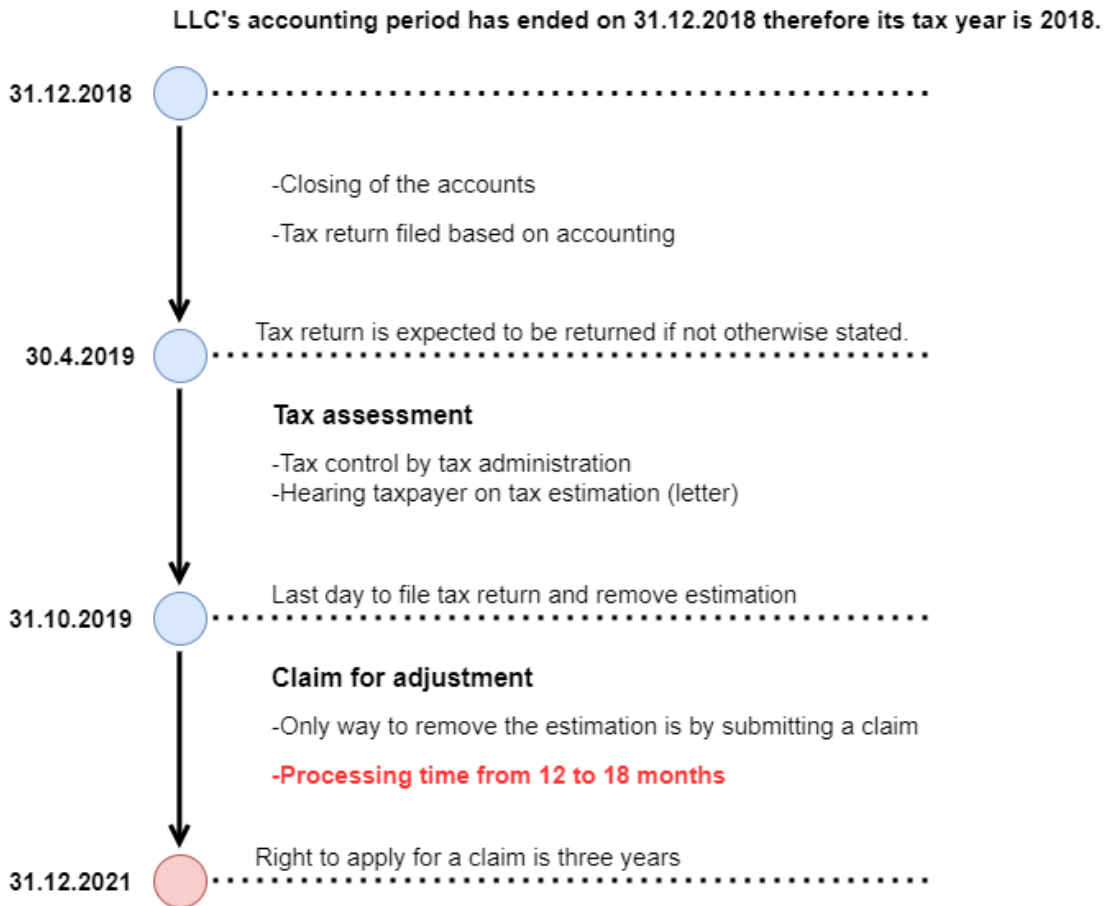 LLC's accounting period has ended on 31.12.2018 therefore its tax year is 2018.
31.12.2018
-Closing of the accounts
-Tax return filed based on accounting
Tax return is expected to be returned if not otherwise stated.
30.4.2019
Tax assessment
-Tax control by tax administration
-Hearing taxpayer on tax estimation (letter)
Last day to file tax return and remove estimation
31.10.2019
Claim for adjustment
-Only way to remove the estimation is by submitting a claim
-Processing time from 12 to 18 months
Right to apply for a claim is three years
31.12.2021